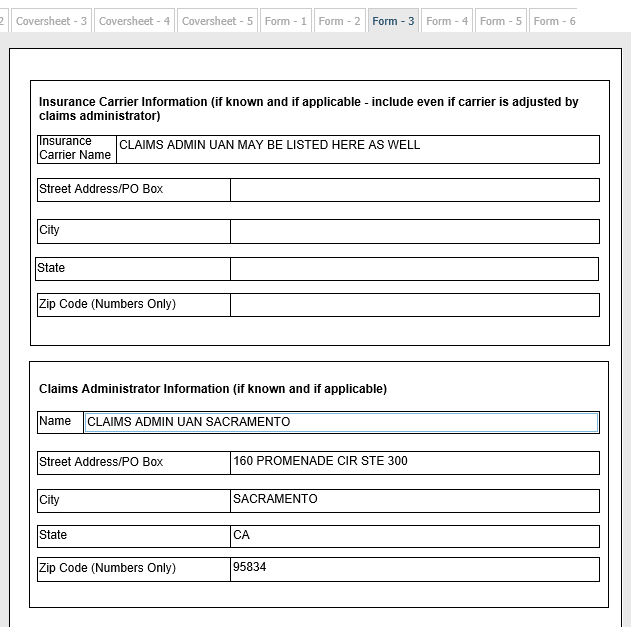 2 Coversheet - 3 Coversheet - 4 Coversheet - 5 Form - 1 Form - 2 Form - 3 Form - 4 Form - 5 Form - 6
Insurance Carrier Information (if known and if applicable - include even if carrier is adjusted by
claims administrator)
Insurance
Carrier Name CLAIMS ADMIN UAN MAY BE LISTED HERE AS WELL
Street Address/PO Box
City
State
Zip Code (Numbers Only)
Claims Administrator Information (if known and if applicable)
Name CLAIMS ADMIN UAN SACRAMENTO
Street Address/PO Box 160 PROMENADE CIR STE 300
City SACRAMENTO
State CA
Zip Code (Numbers Only) 95834